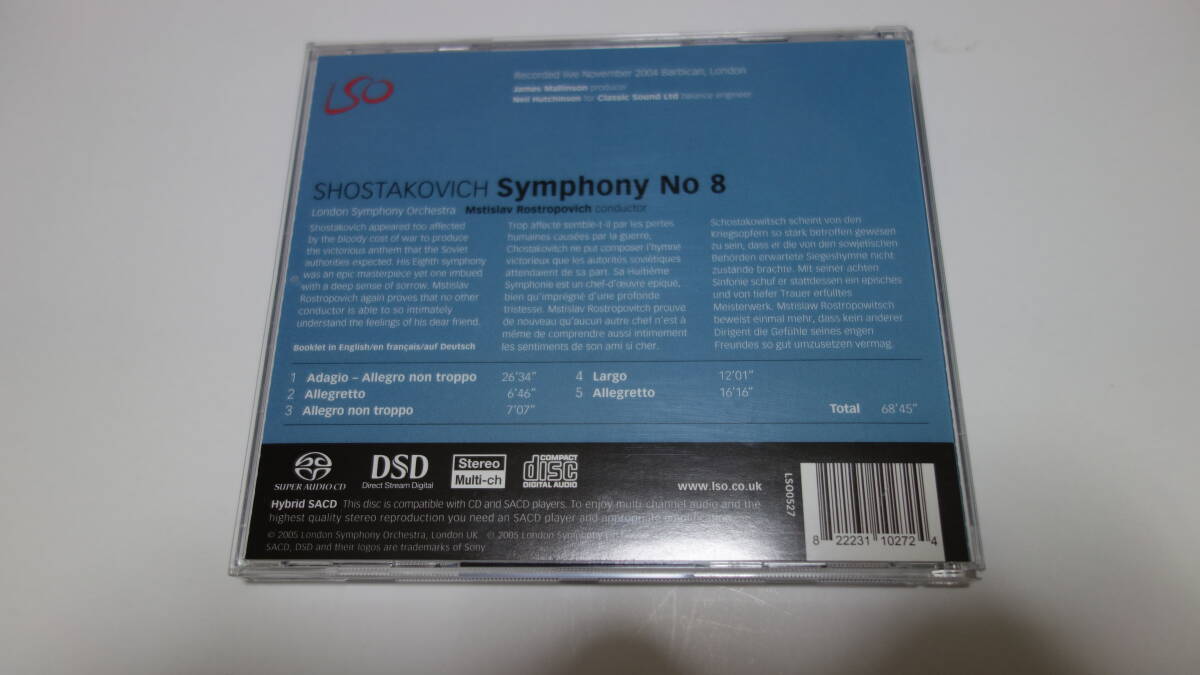 LSO
Recorded live November 2004 Barbican, London
James Mallinson producer
Neil Hutchinson for Classic Sound Ltd balance engineer
SHOSTAKOVICH Symphony No 8
London Symphony Orchestra Mstislav Rostropovich conductor
Shostakovich appeared too affected
by the bloody cost of war to produce
the victorious anthem that the Soviet
authorities expected. His Eighth symphony
was an epic masterpiece yet one imbued
with a deep sense of sorrow. Mstislav
Rostropovich again proves that no other
conductor is able to so intimately
understand the feelings of his dear friend.
Booklet in English/en français/auf Deutsch
Trop affecté semble-t-il par les pertes
humaines causées par la guerre,
Chostakovitch ne put composer l'hymne
victorieux que les autorités soviétiques
attendaient de sa part. Sa Huitième
Symphonie est un chef-d'œuvre épique,
bien qu'imprégné d'une profonde
tristesse. Mstislav Rostropovitch prouve
de nouveau qu'aucun autre chef n'est à
même de comprendre aussi intimement
les sentiments de son ami si cher.
Schostakowitsch scheint von den
Kriegsopfern so stark betroffen gewesen
zu sein, dass er die von den sowjetischen
Behörden erwartete Siegeshymne nicht
zustande brachte. Mit seiner achten
Sinfonie schuf er stattdessen ein episches
und von tiefer Trauer erfülltes
Meisterwerk. Mstislaw Rostropowitsch
beweist einmal mehr, dass kein anderer
Dirigent die Gefühle seines engen
Freundes so gut umzusetzen vermag.
1 Adagio – Allegro non troppo 26'34"
2 Allegretto 6'46"
3 Allegro non troppo 7'07"
4 Largo 12'01"
5 Allegretto 16'16"
Total 68'45"
SUPER AUDIO CD
DSD
Direct Stream Digital
Stereo
Multi-ch
COMPACT
disc
DIGITAL AUDIO
www.lso.co.uk
LSO0527
8 22231 10272 4
Hybrid SACD This disc is compatible with CD and SACD players. To enjoy multi channel audio and the
highest quality stereo reproduction you need an SACD player and appropriate amplification.
© 2005 London Symphony Orchestra, London UK ℗ 2005 London Symphony
SACD, DSD and their logos are trademarks of Sony